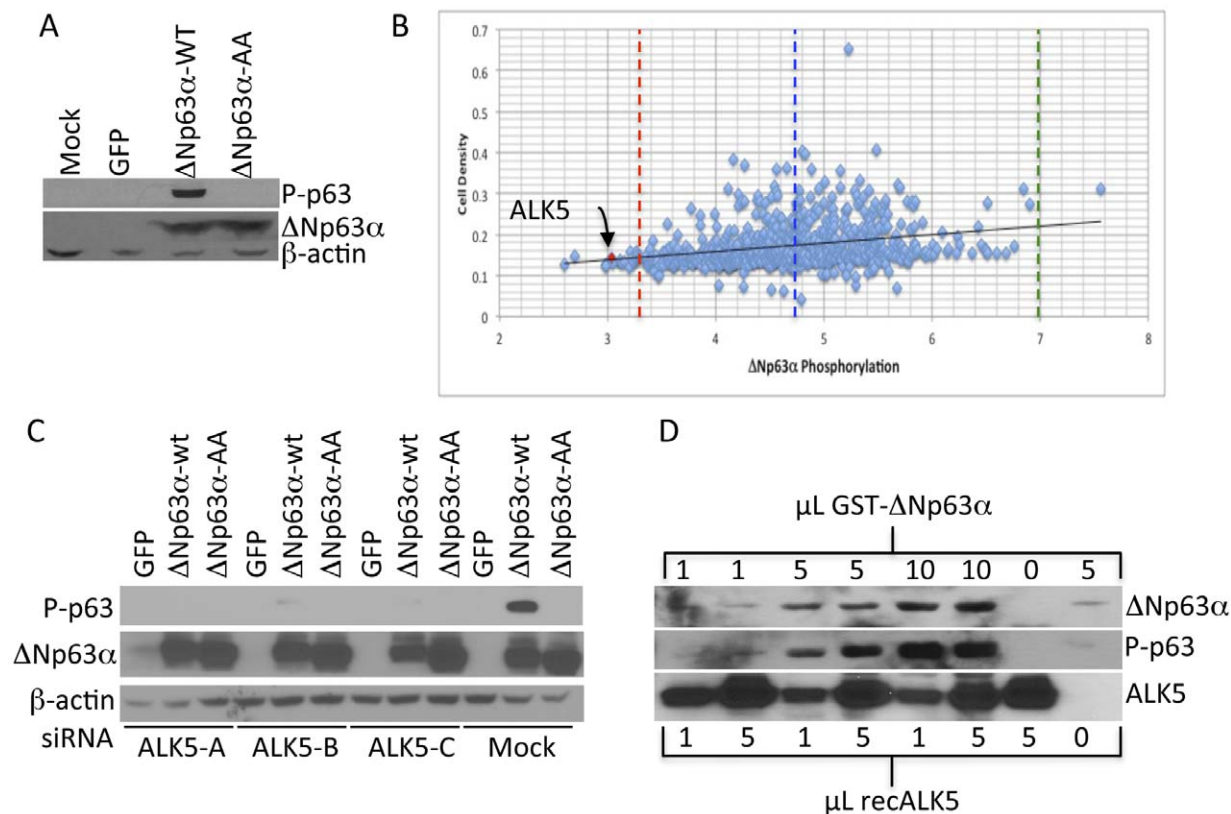 A
Mock
GFP
ΔNp63α-WT
ΔNp63α-AA
P-p63
ΔNp63α
β-actin
B
0.7
0.6
0.5
0.4
0.3
0.2
0.1
0
Cell Density
ALK5
2 3 4 5 6 7 8
ΔNp63α Phosphorylation
C
GFP
ΔNp63α-wt
ΔNp63α-AA
GFP
ΔNp63α-wt
ΔNp63α-AA
GFP
ΔNp63α-wt
ΔNp63α-AA
GFP
ΔNp63α-wt
ΔNp63α-AA
P-p63
ΔNp63α
β-actin
siRNA
ALK5-A ALK5-B ALK5-C Mock
D
μL GST-ΔNp63α
1 1 5 5 10 10 0 5
ΔNp63α
P-p63
ALK5
1 5 1 5 1 5 5 0
μL recALK5